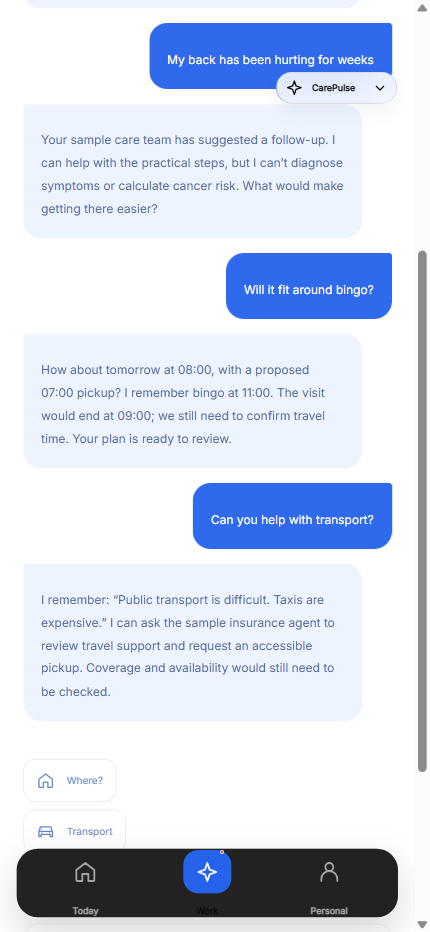 My back has been hurting for weeks
CarePulse
Your sample care team has suggested a follow-up. I
can help with the practical steps, but I can’t diagnose
symptoms or calculate cancer risk. What would make
getting there easier?
Will it fit around bingo?
How about tomorrow at 08:00, with a proposed
07:00 pickup? I remember bingo at 11:00. The visit
would end at 09:00; we still need to confirm travel
time. Your plan is ready to review.
Can you help with transport?
I remember: “Public transport is difficult. Taxis are
expensive.” I can ask the sample insurance agent to
review travel support and request an accessible
pickup. Coverage and availability would still need to
be checked.
Where?
Transport
Today
Work
Personal